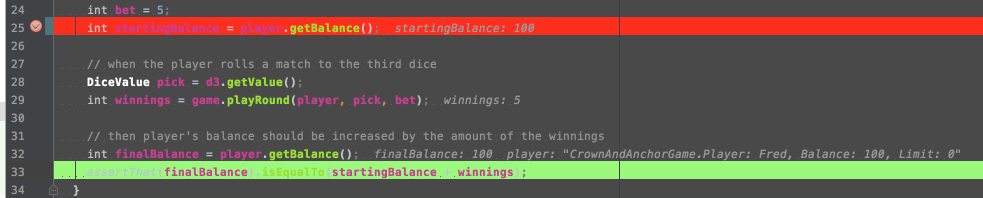 24 int bet = 5;
25 int startingBalance = player.getBalance(); startingBalance: 100
26
27 // when the player rolls a match to the third dice
28 DiceValue pick = d3.getValue();
29 int winnings = game.playRound(player, pick, bet); winnings: 5
30
31 // then player's balance should be increased by the amount of the winnings
32 int finalBalance = player.getBalance(); finalBalance: 100 player: "CrownAndAnchorGame.Player: Fred, Balance: 100, Limit: 0"
33 assertThat(finalBalance).isEqualTo(startingBalance + winnings);
34 }